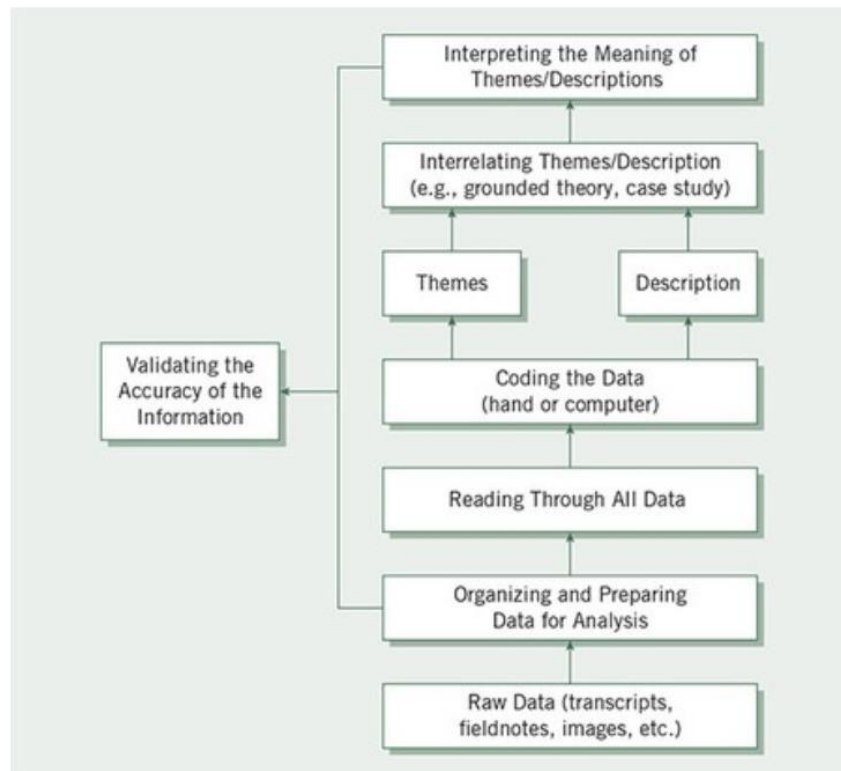 Interpreting the Meaning of
Themes/Descriptions
Interrelating Themes/Description
(e.g., grounded theory, case study)
Themes
Description
Validating the
Accuracy of the
Information
Coding the Data
(hand or computer)
Reading Through All Data
Organizing and Preparing
Data for Analysis
Raw Data (transcripts,
fieldnotes, images, etc.)